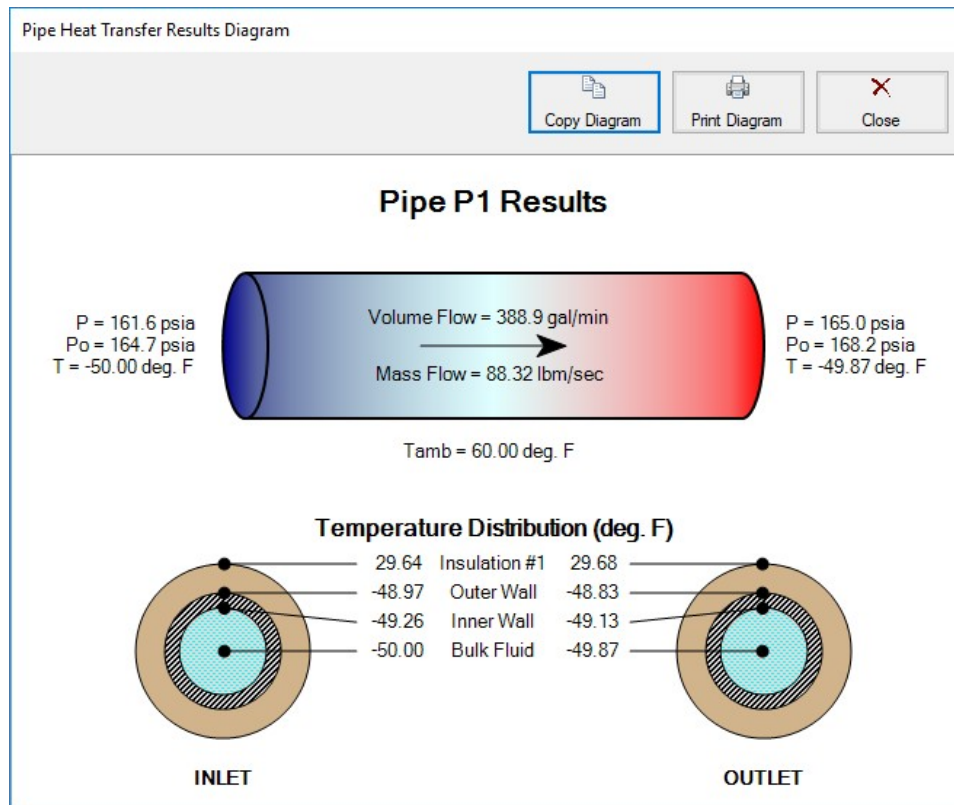 Pipe Heat Transfer Results Diagram
Copy Diagram
Print Diagram
Close
Pipe P1 Results
P = 161.6 psia
Po = 164.7 psia
T = -50.00 deg. F
Volume Flow = 388.9 gal/min
Mass Flow = 88.32 lbm/sec
P = 165.0 psia
Po = 168.2 psia
T = -49.87 deg. F
Tamb = 60.00 deg. F
Temperature Distribution (deg. F)
29.64 Insulation #1 29.68
-48.97 Outer Wall -48.83
-49.26 Inner Wall -49.13
-50.00 Bulk Fluid -49.87
INLET
OUTLET